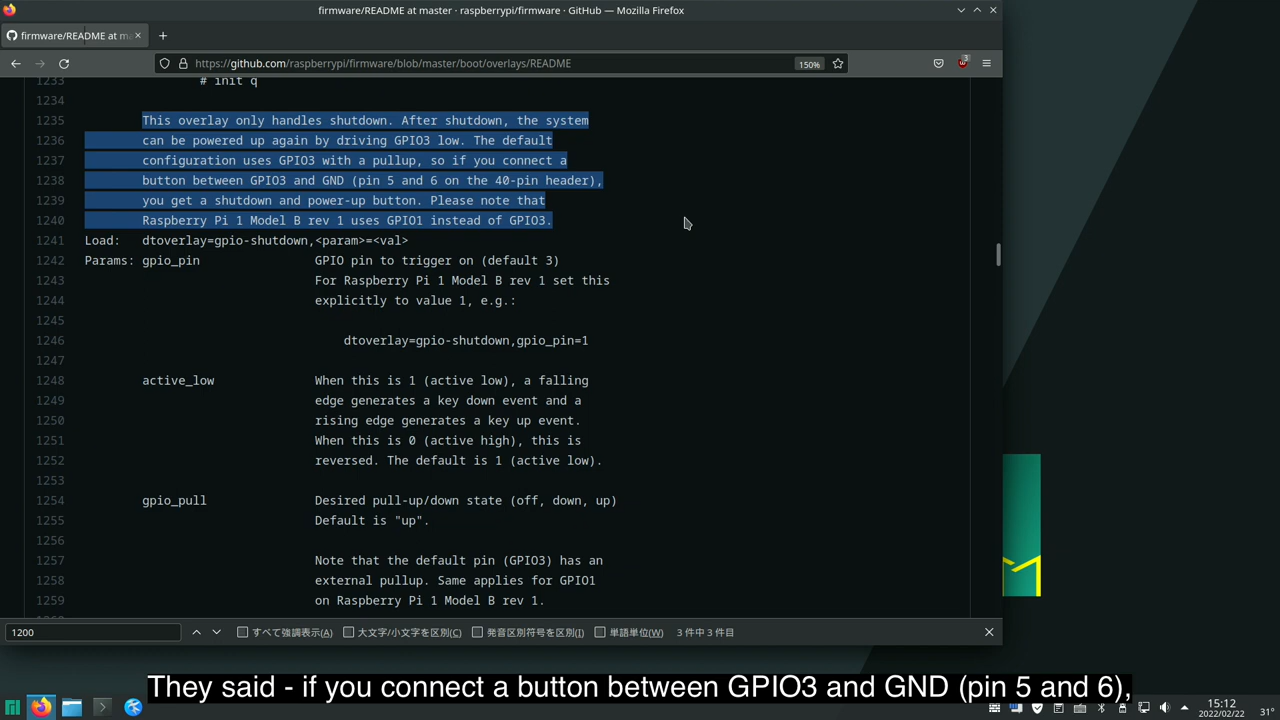 firmware/README at master · raspberrypi/firmware · GitHub — Mozilla Firefox
firmware/README at ma
https://github.com/raspberrypi/firmware/blob/master/boot/overlays/README
150%
3
1233 # init q
1234
1235 This overlay only handles shutdown. After shutdown, the system
1236 can be powered up again by driving GPIO3 low. The default
1237 configuration uses GPIO3 with a pullup, so if you connect a
1238 button between GPIO3 and GND (pin 5 and 6 on the 40-pin header),
1239 you get a shutdown and power-up button. Please note that
1240 Raspberry Pi 1 Model B rev 1 uses GPIO1 instead of GPIO3.
1241 Load: dtoverlay=gpio-shutdown,<param>=<val>
1242 Params: gpio_pin GPIO pin to trigger on (default 3)
1243 For Raspberry Pi 1 Model B rev 1 set this
1244 explicitly to value 1, e.g.:
1245
1246 dtoverlay=gpio-shutdown,gpio_pin=1
1247
1248 active_low When this is 1 (active low), a falling
1249 edge generates a key down event and a
1250 rising edge generates a key up event.
1251 When this is 0 (active high), this is
1252 reversed. The default is 1 (active low).
1253
1254 gpio_pull Desired pull-up/down state (off, down, up)
1255 Default is "up".
1256
1257 Note that the default pin (GPIO3) has an
1258 external pullup. Same applies for GPIO1
1259 on Raspberry Pi 1 Model B rev 1.
1200 すべて強調表示(A) 大文字/小文字を区別(C) 発音区別符号を区別(I) 単語単位(W) 3 件中 3 件目
They said - if you connect a button between GPIO3 and GND (pin 5 and 6),
15:12
2022/02/22
31°